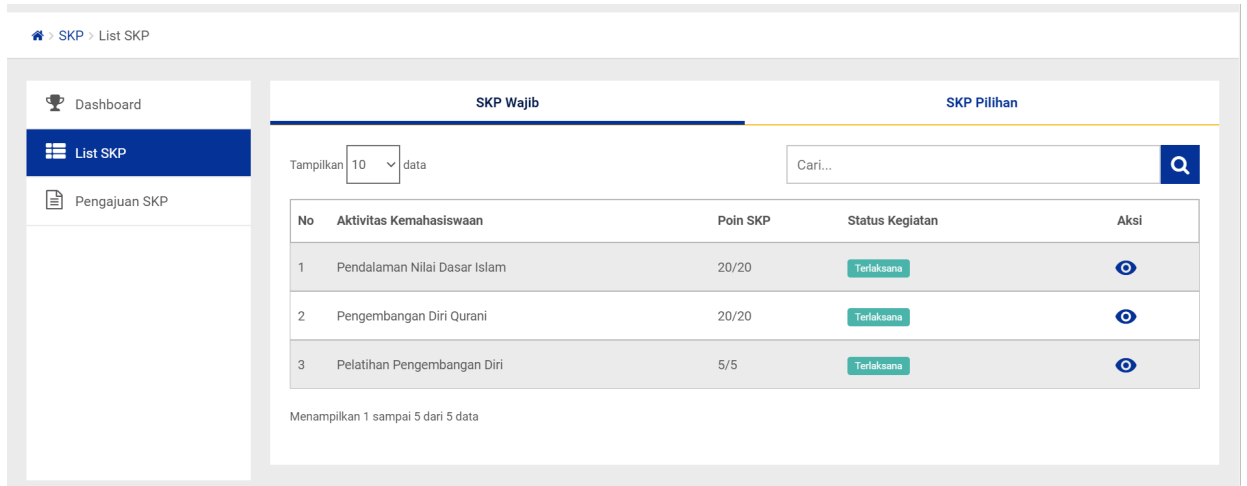 SKP > List SKP
Dashboard
List SKP
Pengajuan SKP
SKP Wajib SKP Pilihan
Tampilkan 10 data
Cari...
No Aktivitas Kemahasiswaan Poin SKP Status Kegiatan Aksi
1 Pendalaman Nilai Dasar Islam 20/20 Terlaksana
2 Pengembangan Diri Qurani 20/20 Terlaksana
3 Pelatihan Pengembangan Diri 5/5 Terlaksana
Menampilkan 1 sampai 5 dari 5 data